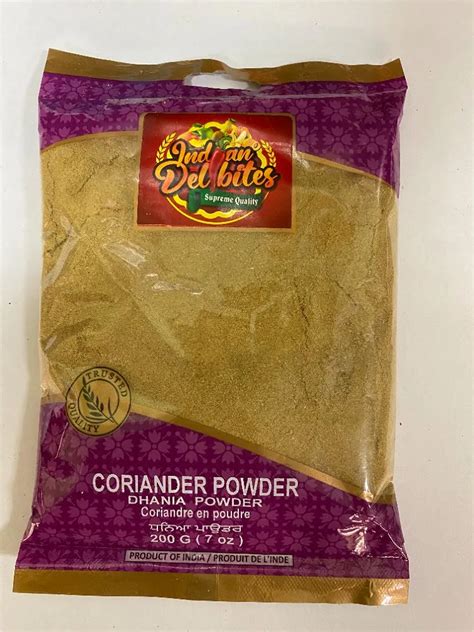 Indian
Delibites
Supreme Quality
TRUSTED
QUALITY
CORIANDER POWDER
DHANIA POWDER
Coriandre en poudre
ਧਨਿਆ ਪਾਊਡਰ
200 G ( 7 oz )
PRODUCT OF INDIA / PRODUIT DE L'INDE